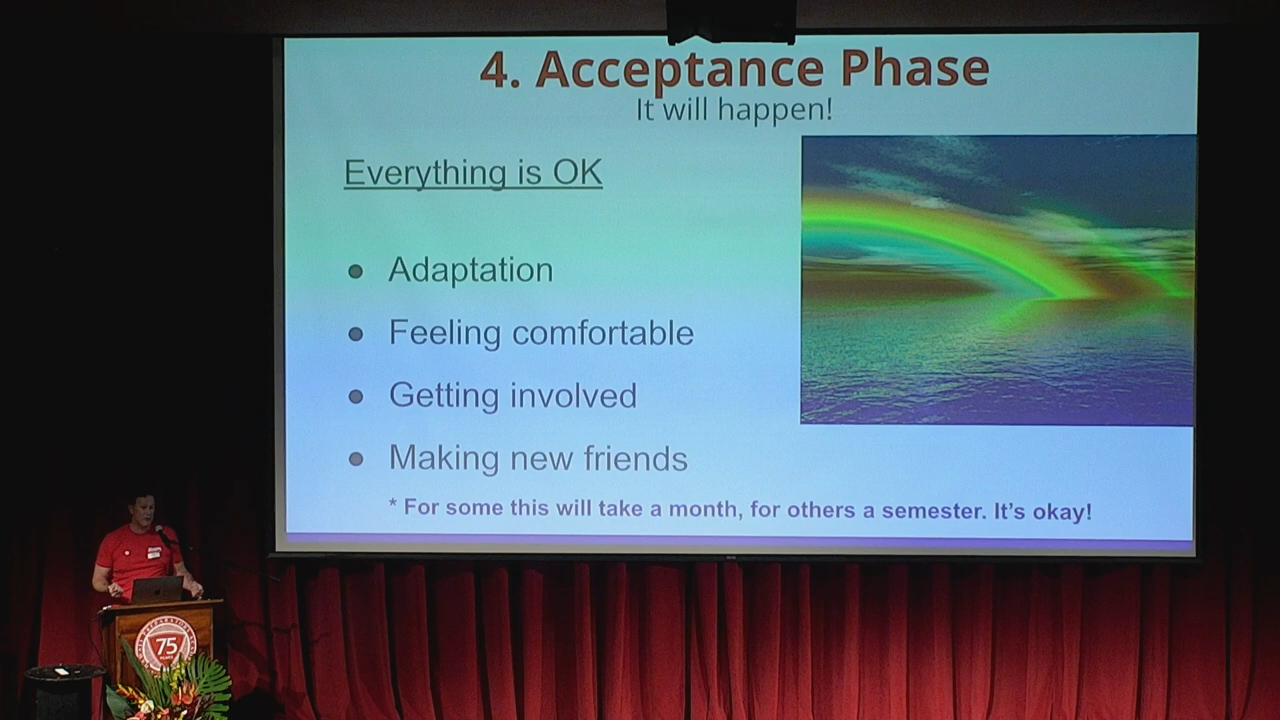 4. Acceptance Phase
It will happen!
Everything is OK
● Adaptation
● Feeling comfortable
● Getting involved
● Making new friends
* For some this will take a month, for others a semester. It's okay!
75